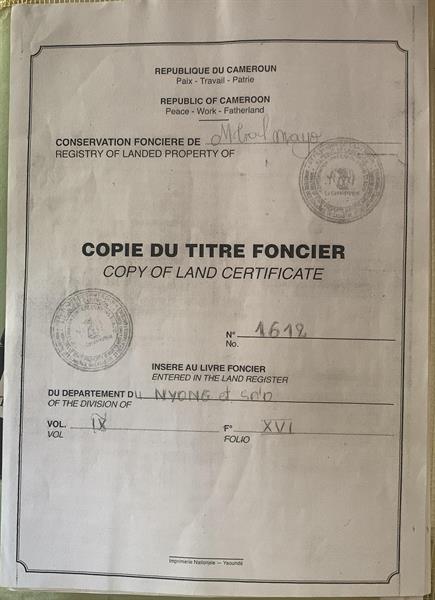 REPUBLIQUE DU CAMEROUN
Paix - Travail - Patrie
REPUBLIC OF CAMEROON
Peace - Work - Fatherland
CONSERVATION FONCIERE DE Mbalmayo
REGISTRY OF LANDED PROPERTY OF
COPIE DU TITRE FONCIER
COPY OF LAND CERTIFICATE
N° 1612
No.
INSERE AU LIVRE FONCIER
ENTERED IN THE LAND REGISTER
DU DEPARTEMENT DU NYONG et SO'O
OF THE DIVISION OF
VOL. IX F° XVI
VOL FOLIO
Imprimerie Nationale — Yaoundé